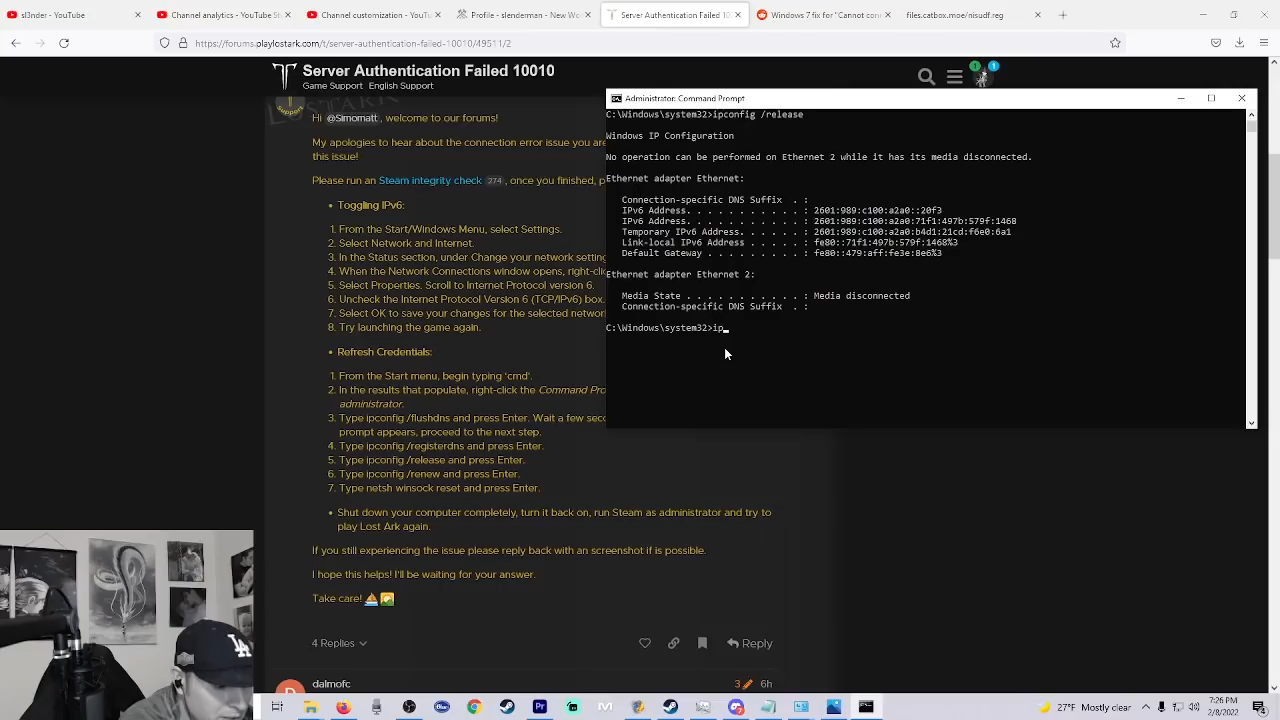 sl3nder - YouTube
analytics - YouTube St
Channel customization - YouTub
Profile - slenderman - New Wo
Server Authentication Failed 10
Windows 7 fix for "Cannot conn
files.catbox.moe/nisudf.reg
https://forums.playlostark.com/t/server-authentication-failed-10010/49511/2
Server Authentication Failed 10010
Game Support English Support
1
1
Hi @Simomatt, welcome to our forums!
My apologies to hear about the connection error issue you are
this issue!
Please run an Steam integrity check 274, once you finished, p
• Toggling IPv6:
1. From the Start/Windows Menu, select Settings.
2. Select Network and Internet.
3. In the Status section, under Change your network setting
4. When the Network Connections window opens, right-clic
5. Select Properties. Scroll to Internet Protocol version 6.
6. Uncheck the Internet Protocol Version 6 (TCP/IPv6) box.
7. Select OK to save your changes for the selected network
8. Try launching the game again.
• Refresh Credentials:
1. From the Start menu, begin typing 'cmd'.
2. In the results that populate, right-click the Command Pro
administrator.
3. Type ipconfig /flushdns and press Enter. Wait a few seco
prompt appears, proceed to the next step.
4. Type ipconfig /registerdns and press Enter.
5. Type ipconfig /release and press Enter.
6. Type ipconfig /renew and press Enter.
7. Type netsh winsock reset and press Enter.
• Shut down your computer completely, turn it back on, run Steam as administrator and try to
play Lost Ark again.
If you still experiencing the issue please reply back with an screenshot if is possible.
I hope this helps! I'll be waiting for your answer.
Take care!
4 Replies
Reply
dalmofc
3
6h
Administrator: Command Prompt
C:\Windows\system32>ipconfig /release
Windows IP Configuration
No operation can be performed on Ethernet 2 while it has its media disconnected.
Ethernet adapter Ethernet:
Connection-specific DNS Suffix . :
IPv6 Address. . . . . . . . . . . : 2601:989:c100:a2a0::20f3
IPv6 Address. . . . . . . . . . . : 2601:989:c100:a2a0:71f1:497b:579f:1468
Temporary IPv6 Address. . . . . . : 2601:989:c100:a2a0:b4d1:21cd:f6e0:6a1
Link-local IPv6 Address . . . . . : fe80::71f1:497b:579f:1468%3
Default Gateway . . . . . . . . . : fe80::479:aff:fe3e:8e6%3
Ethernet adapter Ethernet 2:
Media State . . . . . . . . . . . : Media disconnected
Connection-specific DNS Suffix . :
C:\Windows\system32>ip_
LA
27°F Mostly clear
7:26 PM
2/8/2022